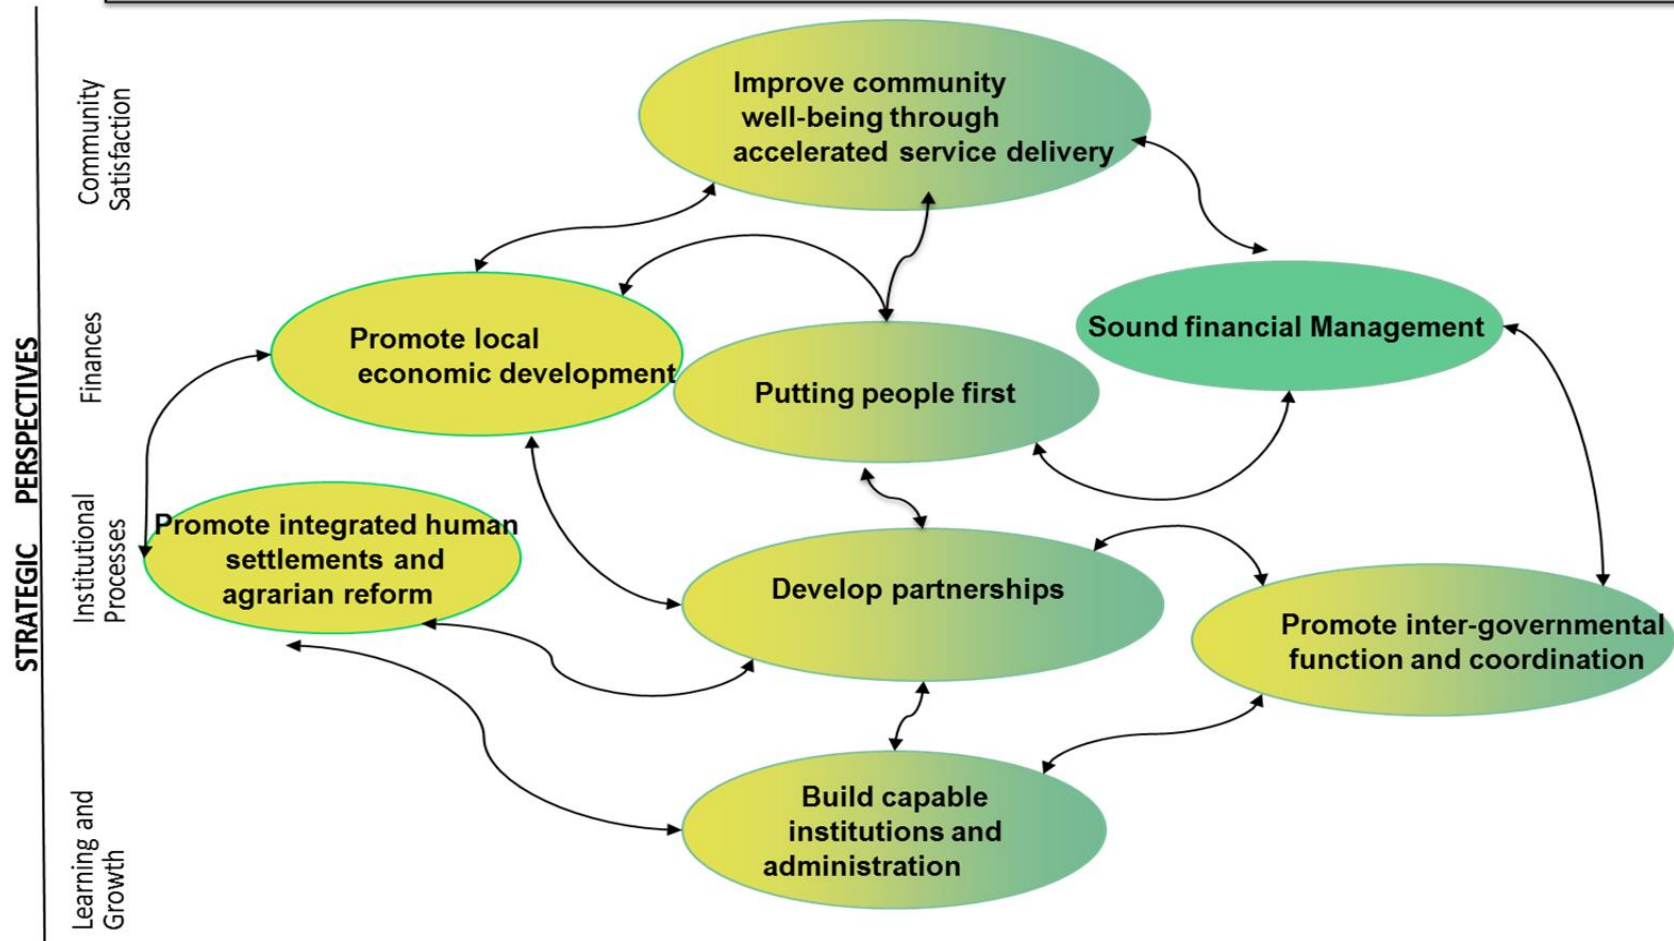 STRATEGIC PERSPECTIVES
Community
Satisfaction
Finances
Institutional
Processes
Learning and
Growth
Improve community
well-being through
accelerated service delivery
Promote local
economic development
Putting people first
Sound financial Management
Promote integrated human
settlements and
agrarian reform
Develop partnerships
Promote inter-governmental
function and coordination
Build capable
institutions and
administration